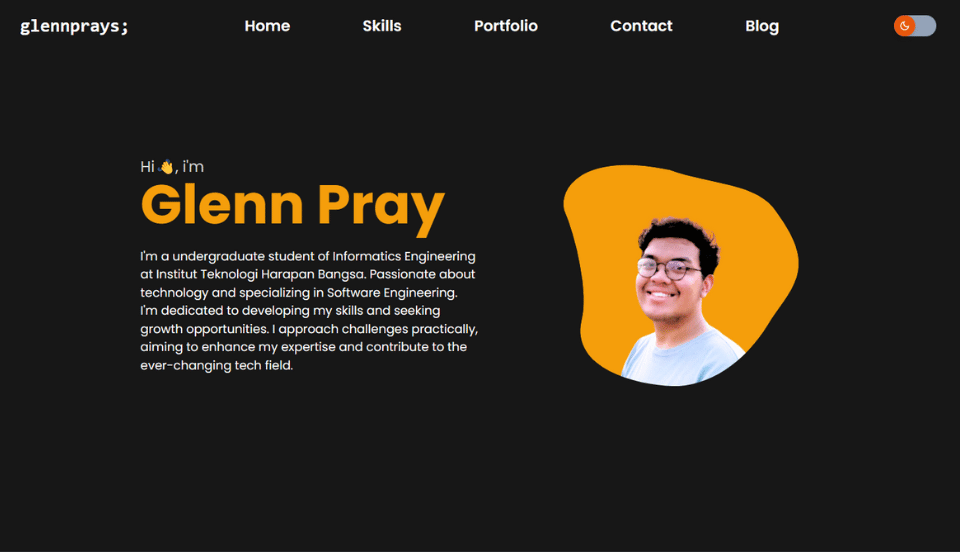 glennprays;
Home Skills Portfolio Contact Blog
Hi 👋, i'm
Glenn Pray
I'm a undergraduate student of Informatics Engineering
at Institut Teknologi Harapan Bangsa. Passionate about
technology and specializing in Software Engineering.
I'm dedicated to developing my skills and seeking
growth opportunities. I approach challenges practically,
aiming to enhance my expertise and contribute to the
ever-changing tech field.